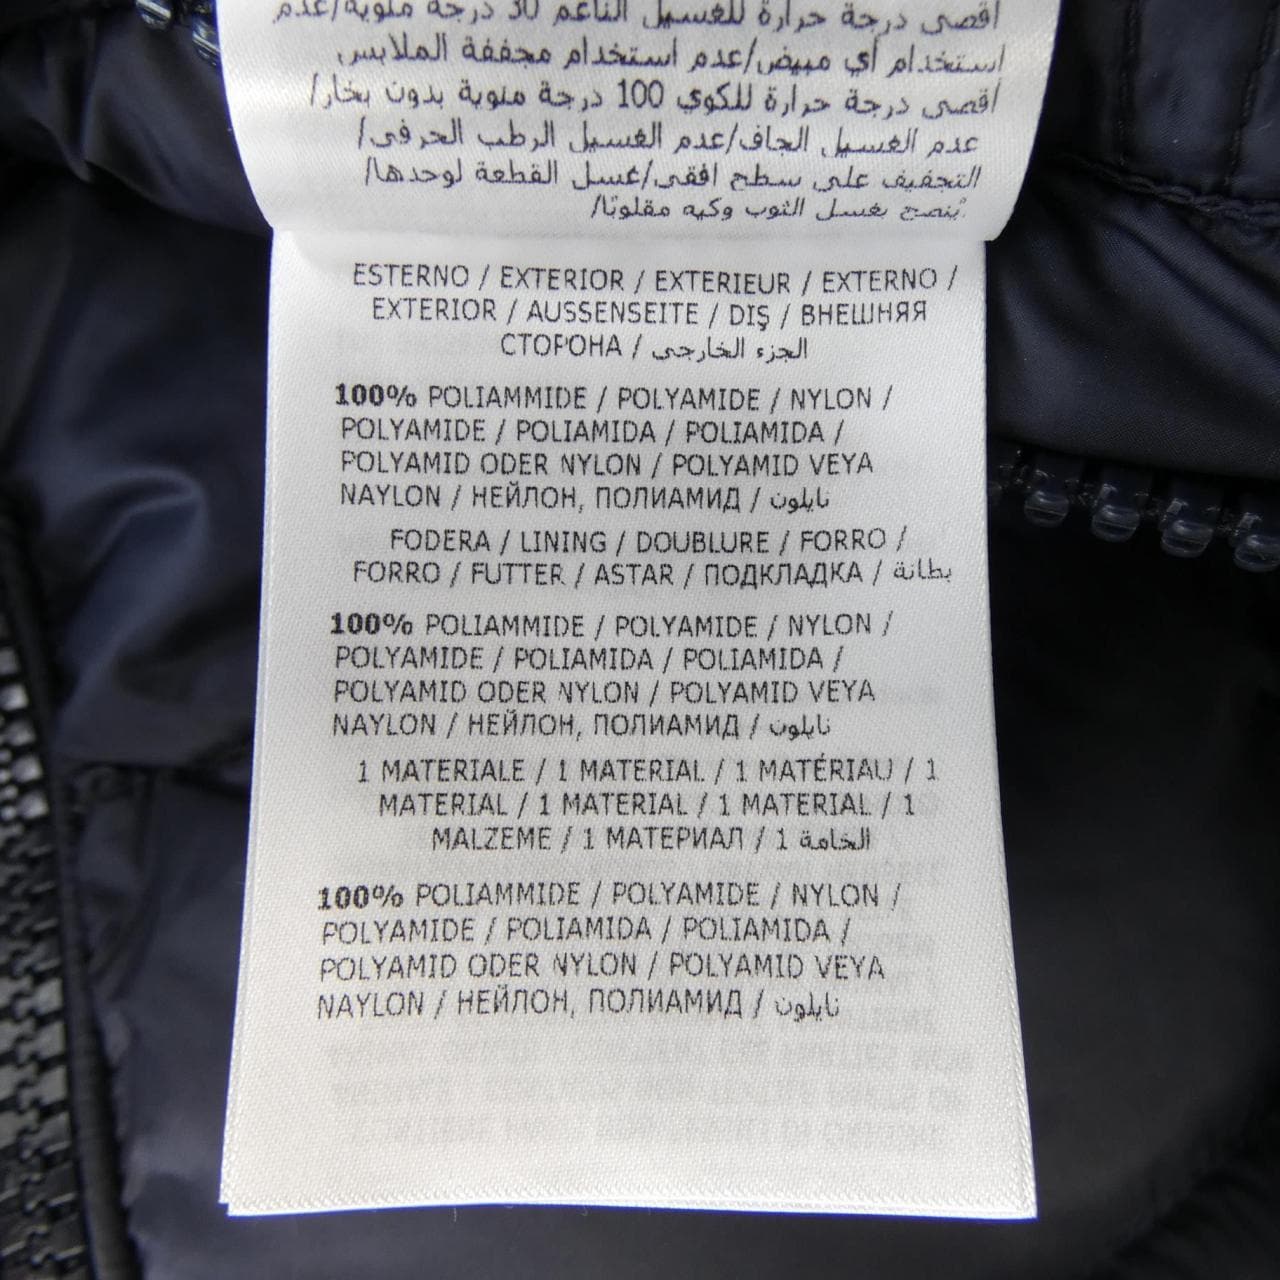 أقصى درجة حرارة للغسيل الناعم 30 درجة مئوية/عدم
استخدام أي مبيض/عدم استخدام مجففة الملابس
أقصى درجة حرارة للكوي 100 درجة مئوية بدون بخار/
عدم الغسيل الجاف/عدم الغسيل الرطب الحرفي/
التجفيف على سطح افقي/غسل القطعة لوحدها/
يُنصح بغسل الثوب وكيه مقلوبًا/
ESTERNO / EXTERIOR / EXTERIEUR / EXTERNO /
EXTERIOR / AUSSENSEITE / DIŞ / ВНЕШНЯЯ
СТОРОНА / الجزء الخارجي
100% POLIAMMIDE / POLYAMIDE / NYLON /
POLYAMIDE / POLIAMIDA / POLIAMIDA /
POLYAMID ODER NYLON / POLYAMID VEYA
NAYLON / НЕЙЛОН, ПОЛИАМИД / نايلون
FODERA / LINING / DOUBLURE / FORRO /
FORRO / FUTTER / ASTAR / ПОДКЛАДКА / بطانة
100% POLIAMMIDE / POLYAMIDE / NYLON /
POLYAMIDE / POLIAMIDA / POLIAMIDA /
POLYAMID ODER NYLON / POLYAMID VEYA
NAYLON / НЕЙЛОН, ПОЛИАМИД / نايلون
1 MATERIALE / 1 MATERIAL / 1 MATÉRIAU / 1
MATERIAL / 1 MATERIAL / 1 MATERIAL / 1
MALZEME / 1 МАТЕРИАЛ / 1 الخامة
100% POLIAMMIDE / POLYAMIDE / NYLON /
POLYAMIDE / POLIAMIDA / POLIAMIDA /
POLYAMID ODER NYLON / POLYAMID VEYA
NAYLON / НЕЙЛОН, ПОЛИАМИД / نايلون